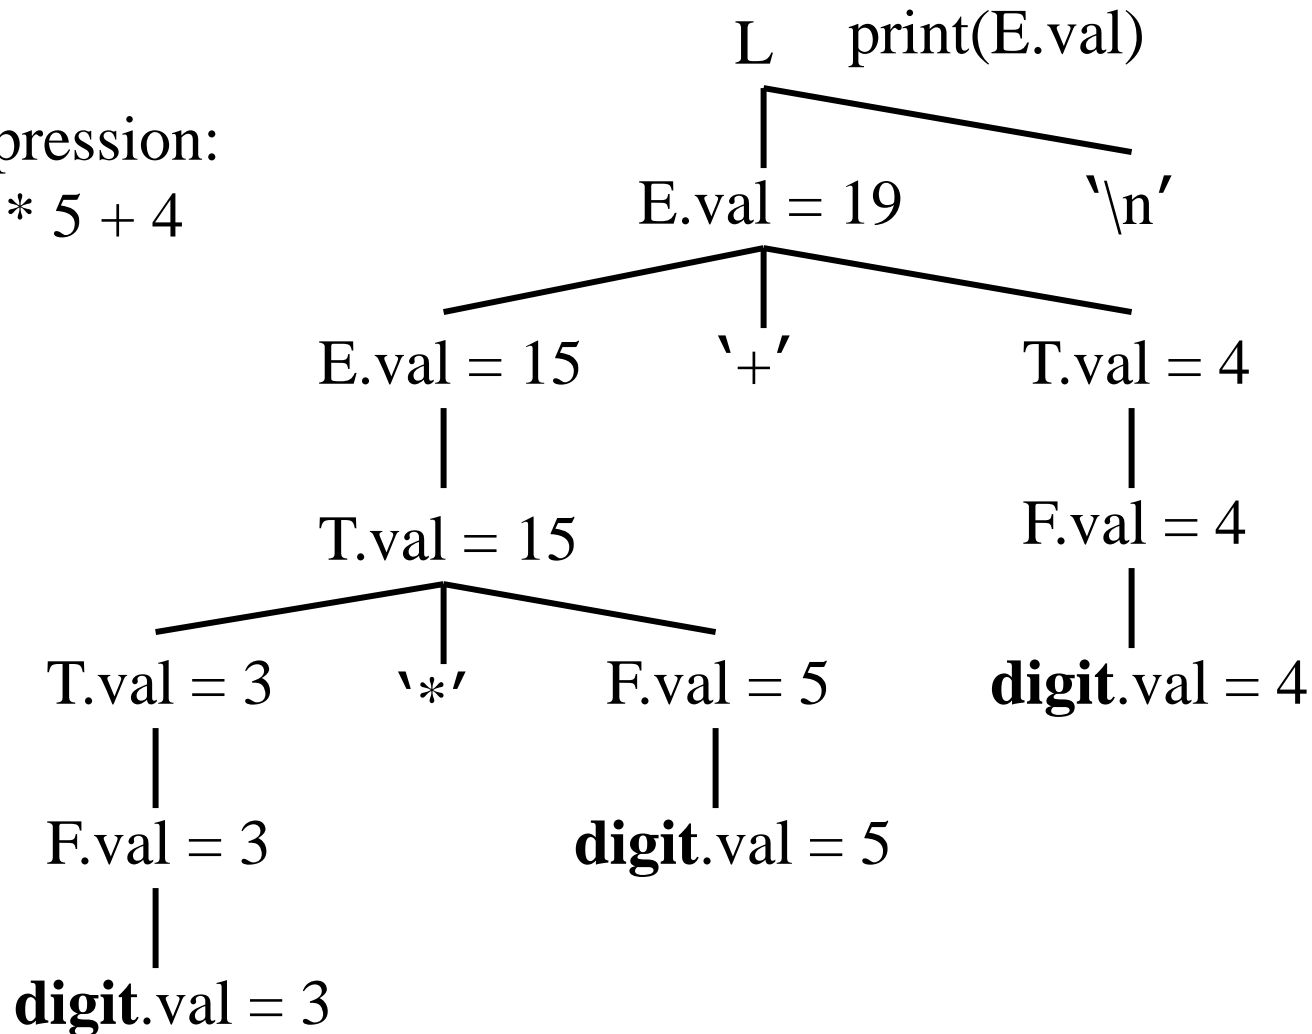 L print(E.val)
pression:
* 5 + 4
E.val = 19 ‵\n′
E.val = 15 ‵+′ T.val = 4
T.val = 15 F.val = 4
T.val = 3 ‵*′ F.val = 5 digit.val = 4
F.val = 3 digit.val = 5
digit.val = 3